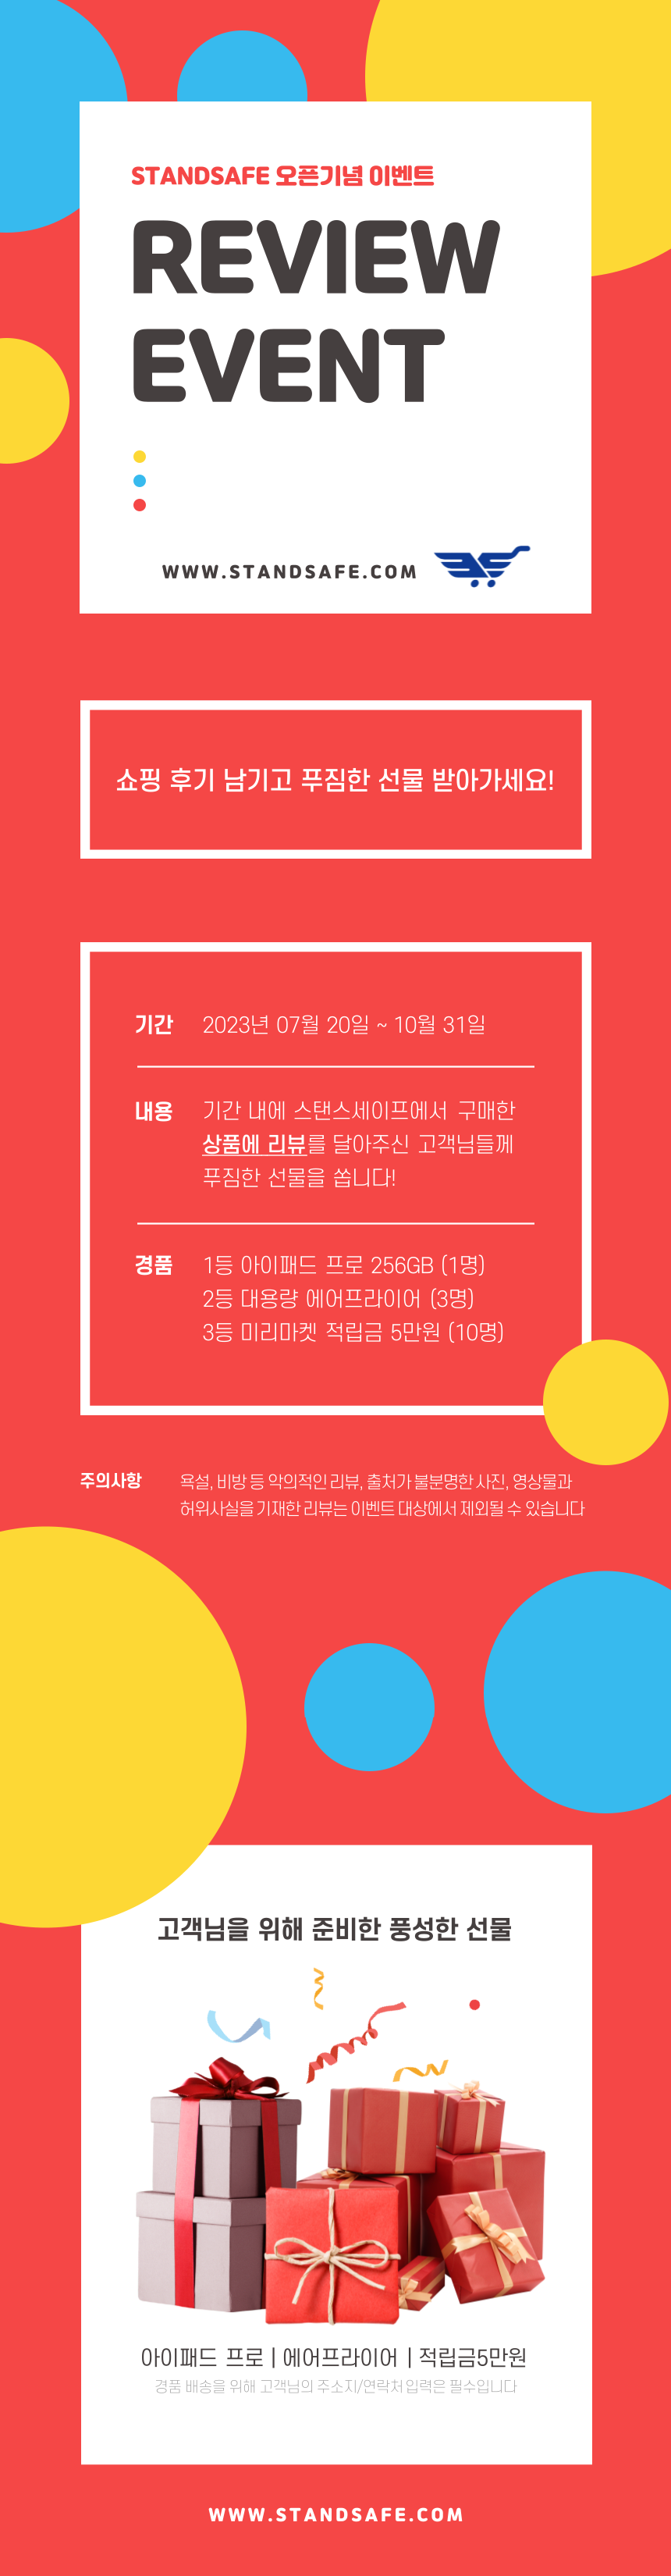 STANDSAFE 오픈기념 이벤트
REVIEW
EVENT
WWW.STANDSAFE.COM
쇼핑 후기 남기고 푸짐한 선물 받아가세요!
기간 2023년 07월 20일 ~ 10월 31일
내용 기간 내에 스탠스세이프에서 구매한
상품에 리뷰를 달아주신 고객님들께
푸짐한 선물을 쏩니다!
경품 1등 아이패드 프로 256GB (1명)
2등 대용량 에어프라이어 (3명)
3등 미리마켓 적립금 5만원 (10명)
주의사항 욕설, 비방 등 악의적인 리뷰, 출처가 불분명한 사진, 영상물과
허위사실을 기재한 리뷰는 이벤트 대상에서 제외될 수 있습니다
고객님을 위해 준비한 풍성한 선물
아이패드 프로 | 에어프라이어 | 적립금5만원
경품 배송을 위해 고객님의 주소지/연락처 입력은 필수입니다
WWW.STANDSAFE.COM